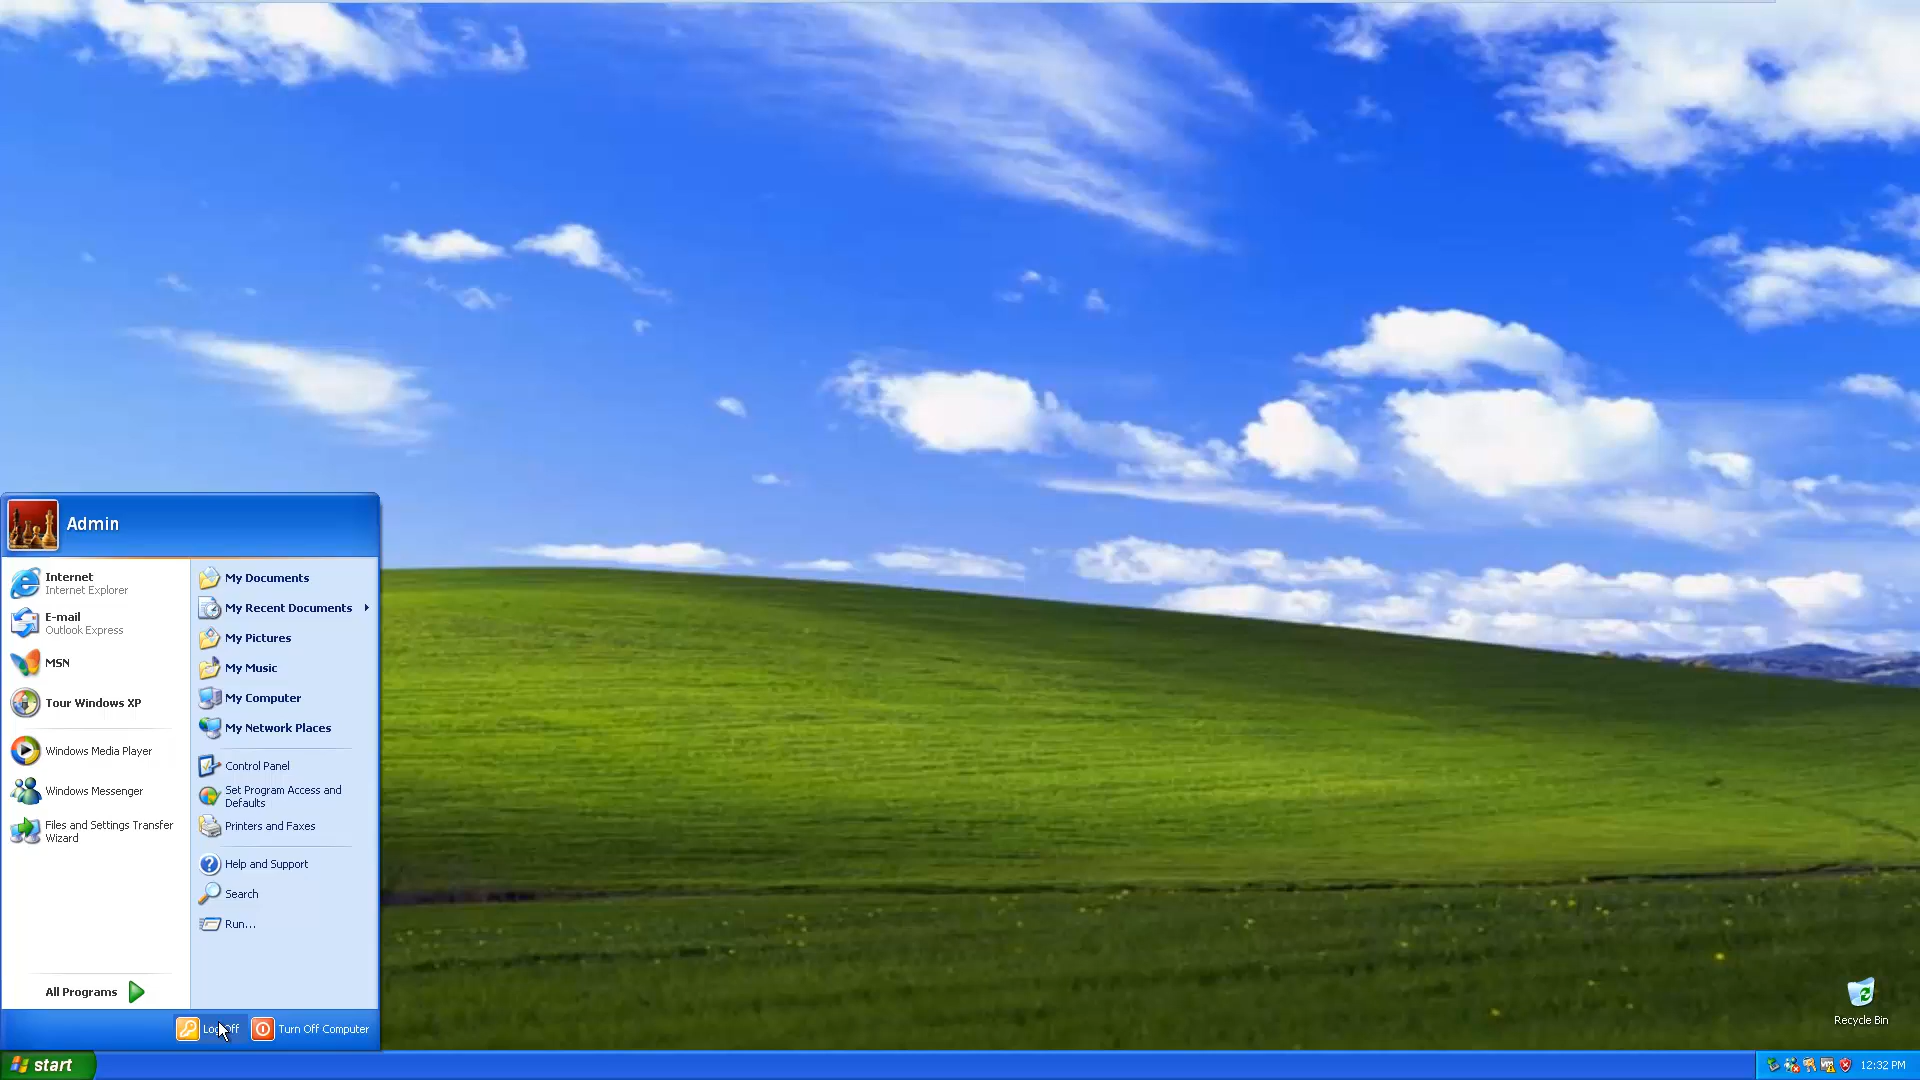 Admin
Internet
Internet Explorer
E-mail
Outlook Express
MSN
Tour Windows XP
Windows Media Player
Windows Messenger
Files and Settings Transfer
Wizard
All Programs
My Documents
My Recent Documents
My Pictures
My Music
My Computer
My Network Places
Control Panel
Set Program Access and
Defaults
Printers and Faxes
Help and Support
Search
Run...
Log Off
Turn Off Computer
Recycle Bin
start
12:32 PM